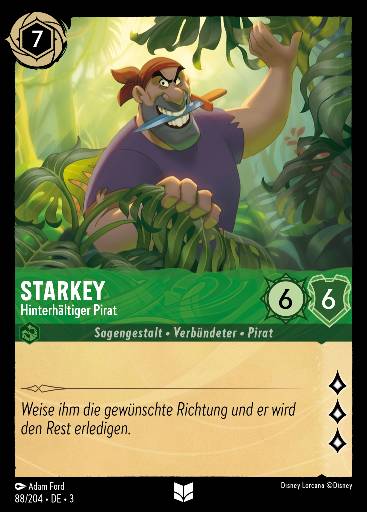 7
STARKEY
Hinterhältiger Pirat
6
6
Sagengestalt • Verbündeter • Pirat
Weise ihm die gewünschte Richtung und er wird
den Rest erledigen.
Adam Ford
Disney Lorcana ©Disney
88/204 • DE • 3